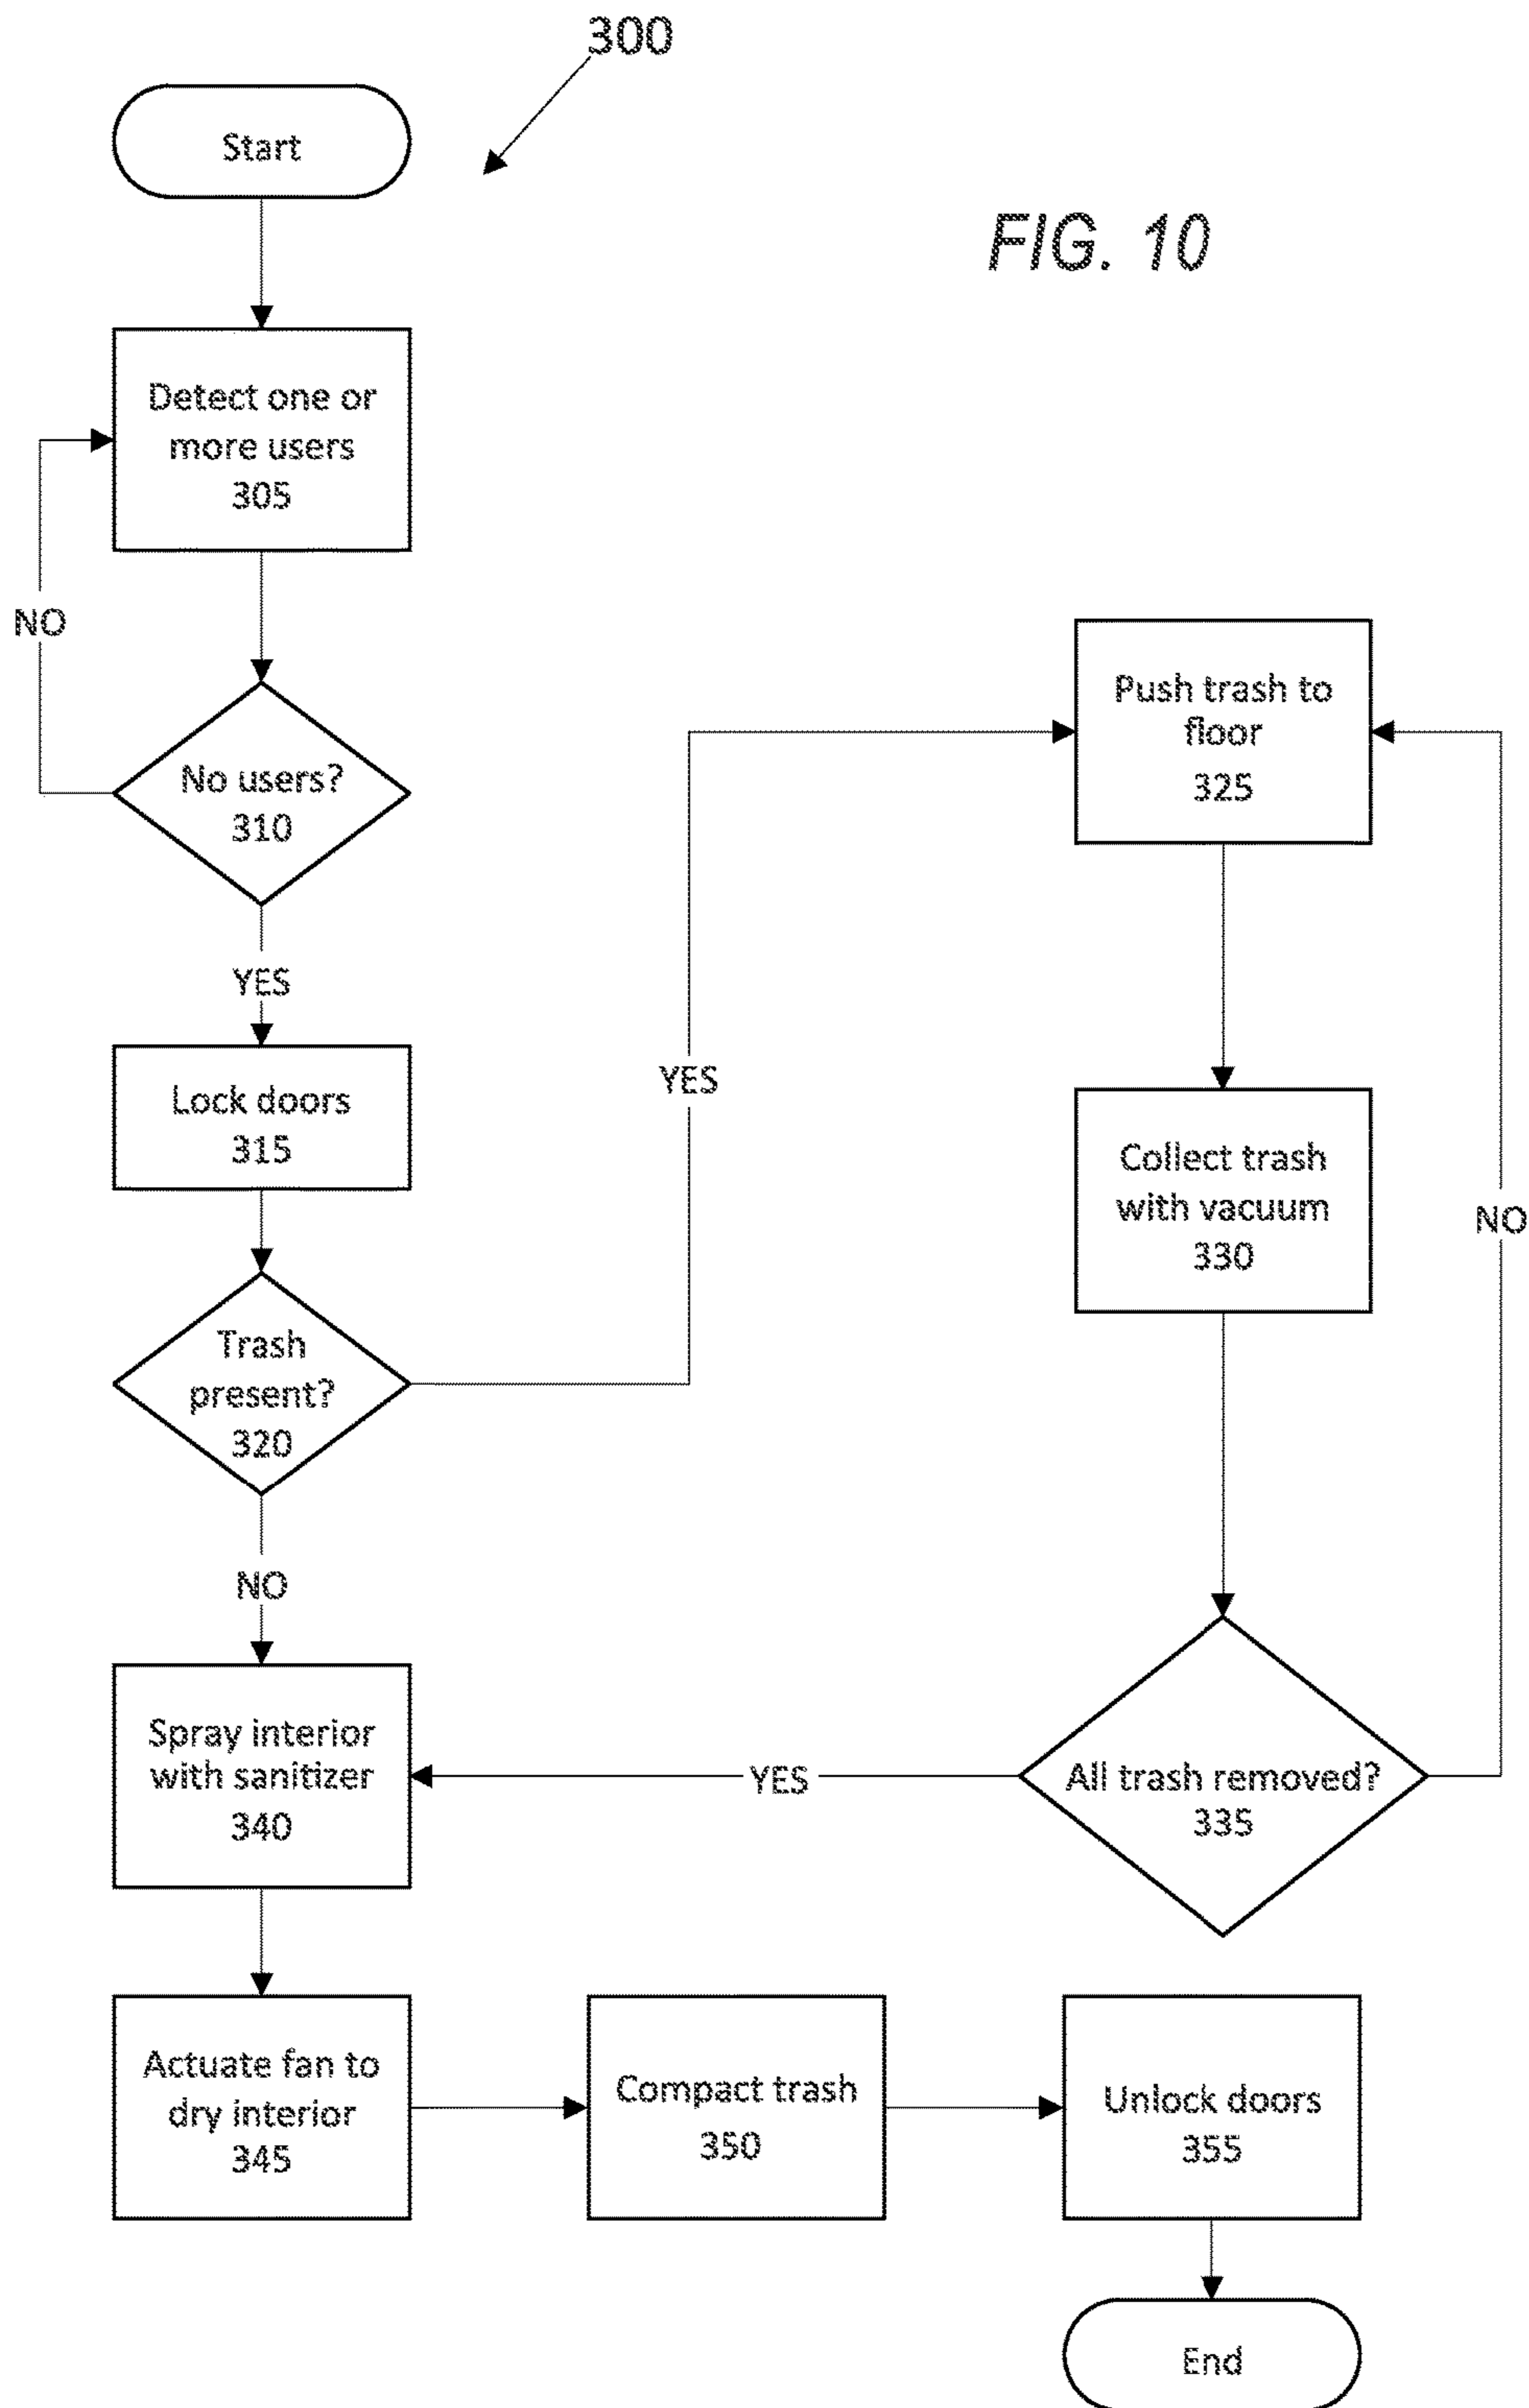 300
Start
FIG. 10
Detect one or
more users
305
NO
No users?
310
YES
Lock doors
315
Trash
present?
320
YES
NO
Push trash to
floor
325
Collect trash
with vacuum
330
NO
All trash removed?
335
YES
Spray interior
with sanitizer
340
Actuate fan to
dry interior
345
Compact trash
350
Unlock doors
355
End